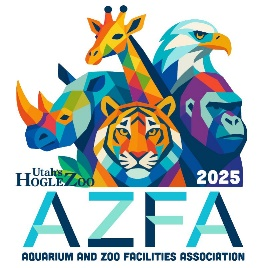 Utah's
HOGLE ZOO
2025
AZFA
AQUARIUM AND ZOO FACILITIES ASSOCIATION